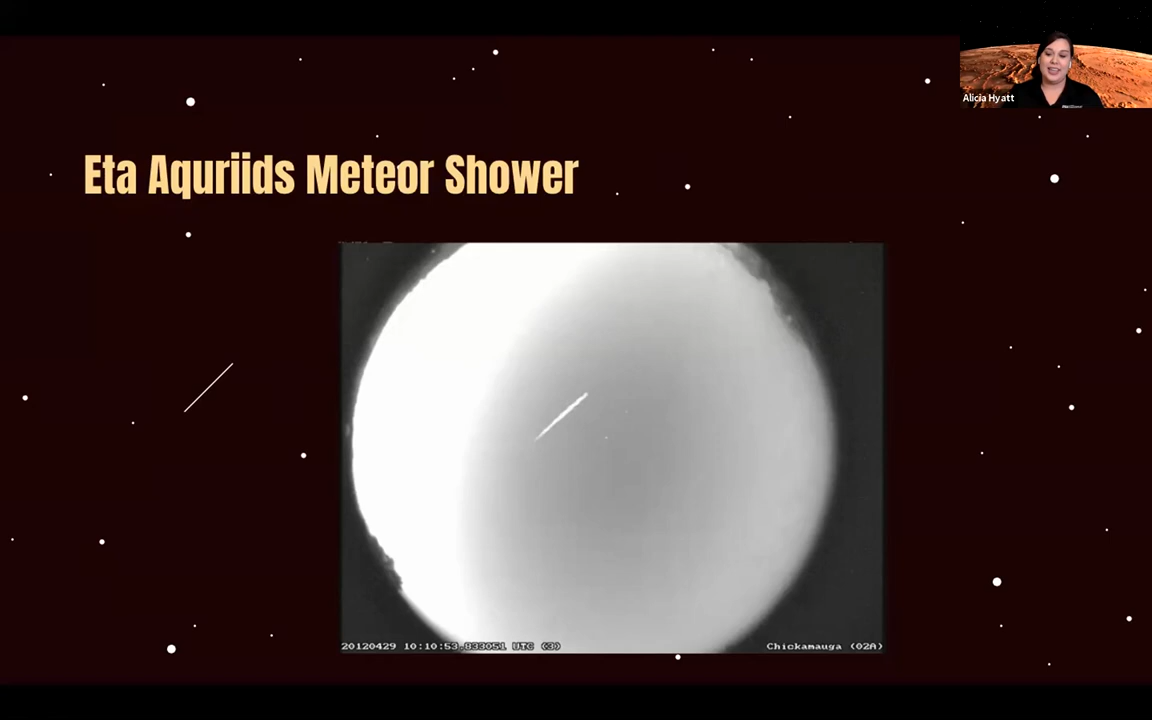 Alicia Hyatt
Eta Aquriids Meteor Shower
20120429 10:10:53.833051 UTC (3)
Chickamauga (02A)